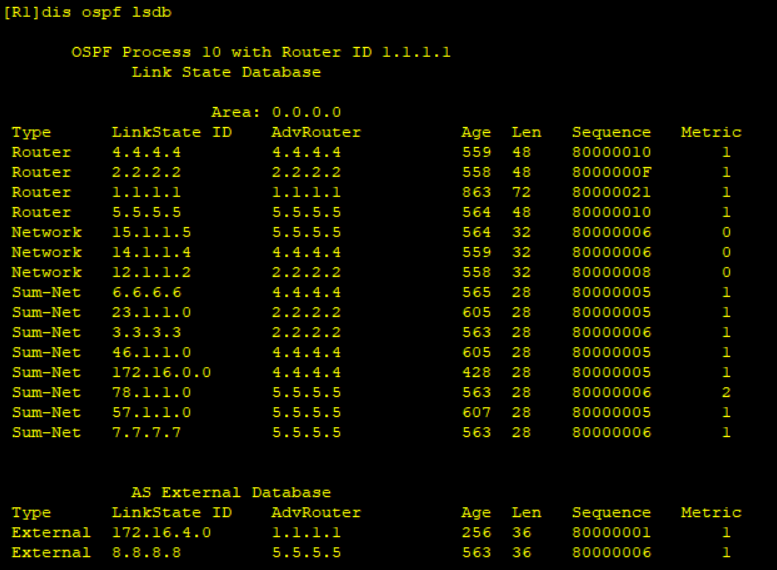 [R1]dis ospf lsdb
OSPF Process 10 with Router ID 1.1.1.1
Link State Database
Area: 0.0.0.0
Type LinkState ID AdvRouter Age Len Sequence Metric
Router 4.4.4.4 4.4.4.4 559 48 80000010 1
Router 2.2.2.2 2.2.2.2 558 48 8000000F 1
Router 1.1.1.1 1.1.1.1 863 72 80000021 1
Router 5.5.5.5 5.5.5.5 564 48 80000010 1
Network 15.1.1.5 5.5.5.5 564 32 80000006 0
Network 14.1.1.4 4.4.4.4 559 32 80000006 0
Network 12.1.1.2 2.2.2.2 558 32 80000008 0
Sum-Net 6.6.6.6 4.4.4.4 565 28 80000005 1
Sum-Net 23.1.1.0 2.2.2.2 605 28 80000005 1
Sum-Net 3.3.3.3 2.2.2.2 563 28 80000006 1
Sum-Net 46.1.1.0 4.4.4.4 605 28 80000005 1
Sum-Net 172.16.0.0 4.4.4.4 428 28 80000005 1
Sum-Net 78.1.1.0 5.5.5.5 563 28 80000006 2
Sum-Net 57.1.1.0 5.5.5.5 607 28 80000005 1
Sum-Net 7.7.7.7 5.5.5.5 563 28 80000006 1
AS External Database
Type LinkState ID AdvRouter Age Len Sequence Metric
External 172.16.4.0 1.1.1.1 256 36 80000001 1
External 8.8.8.8 5.5.5.5 563 36 80000006 1